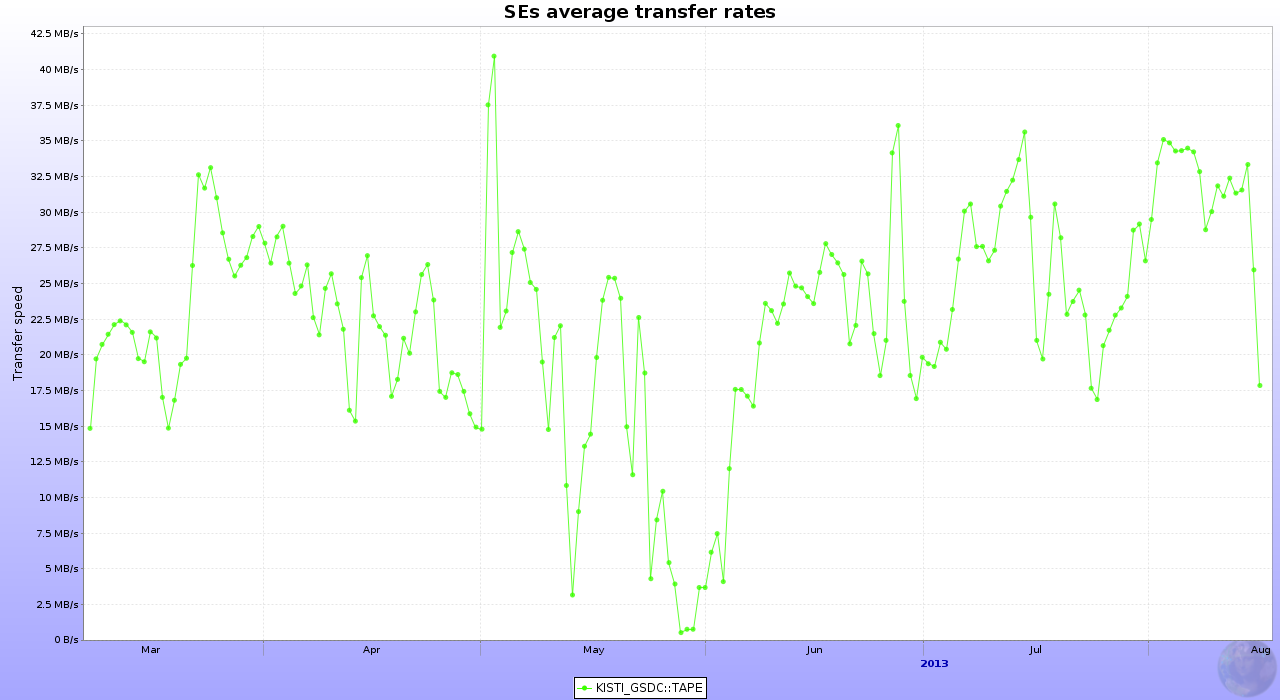 SEs average transfer rates
42.5 MB/s
40 MB/s
37.5 MB/s
35 MB/s
32.5 MB/s
30 MB/s
27.5 MB/s
25 MB/s
22.5 MB/s
20 MB/s
17.5 MB/s
15 MB/s
12.5 MB/s
10 MB/s
7.5 MB/s
5 MB/s
2.5 MB/s
0 B/s
Transfer speed
Mar Apr May Jun Jul Aug
2013
KISTI_GSDC::TAPE